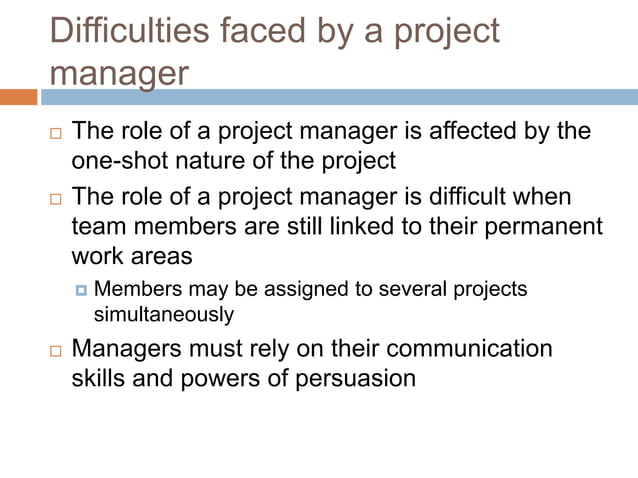 Difficulties faced by a project
manager
The role of a project manager is affected by the
one-shot nature of the project
The role of a project manager is difficult when
team members are still linked to their permanent
work areas
Members may be assigned to several projects
simultaneously
Managers must rely on their communication
skills and powers of persuasion